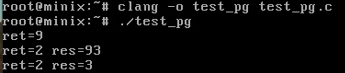 root@minix:~# clang -o test_pg test_pg.c
root@minix:~# ./test_pg
ret=9
ret=2 res=93
ret=2 res=3